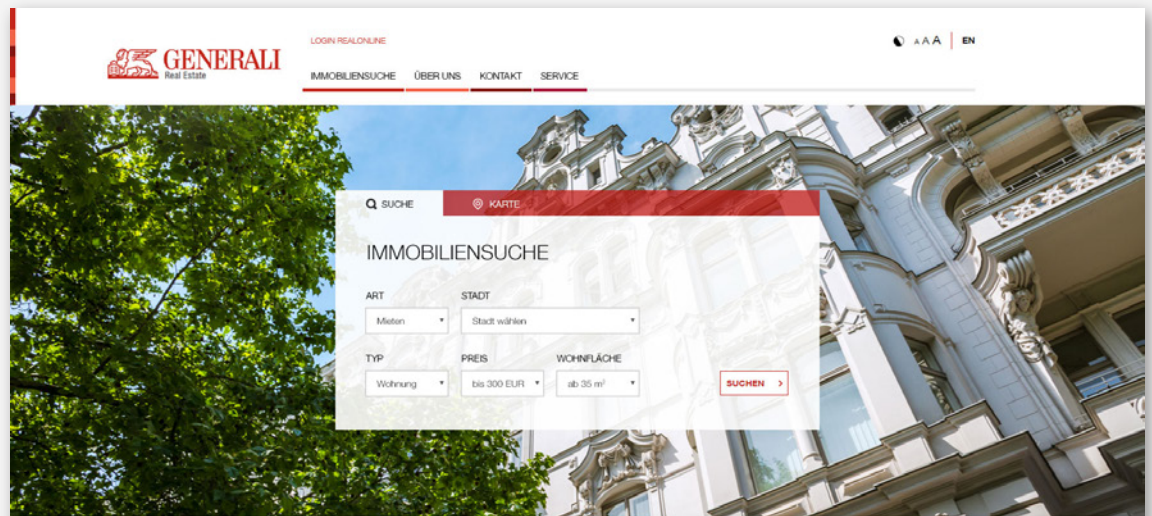 GENERALI
Real Estate
LOGIN REALONLINE
A A A
EN
IMMOBILIENSUCHE ÜBER UNS KONTAKT SERVICE
SUCHE KARTE
IMMOBILIENSUCHE
ART STADT
Mieten Stadt wählen
TYP PREIS WOHNFLÄCHE
Wohnung bis 300 EUR ab 35 m²
SUCHEN